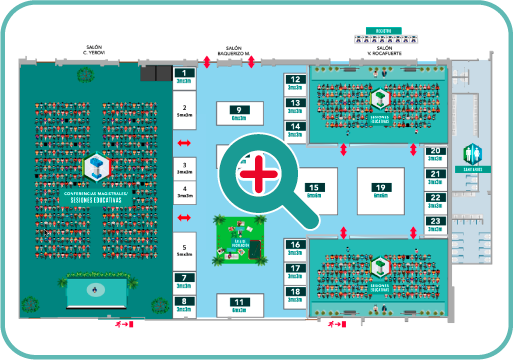 REGISTRO
SALÓN
C. YEROVI
SALÓN
BAQUERIZO M.
SALÓN
V. ROCAFUERTE
1
3mx3m
2
5mx3m
3
3mx3m
4
3mx3m
5
5mx3m
7
3mx3m
8
3mx3m
9
6mx3m
11
6mx3m
12
3mx3m
13
3mx3m
14
3mx3m
15
6mx6m
16
3mx3m
17
3mx3m
18
3mx3m
19
6mx6m
20
3mx3m
21
3mx3m
22
3mx3m
23
3mx3m
CONFERENCIAS MAGISTRALES/
SESIONES EDUCATIVAS
SESIONES
EDUCATIVAS
SESIONES
EDUCATIVAS
SANITARIOS